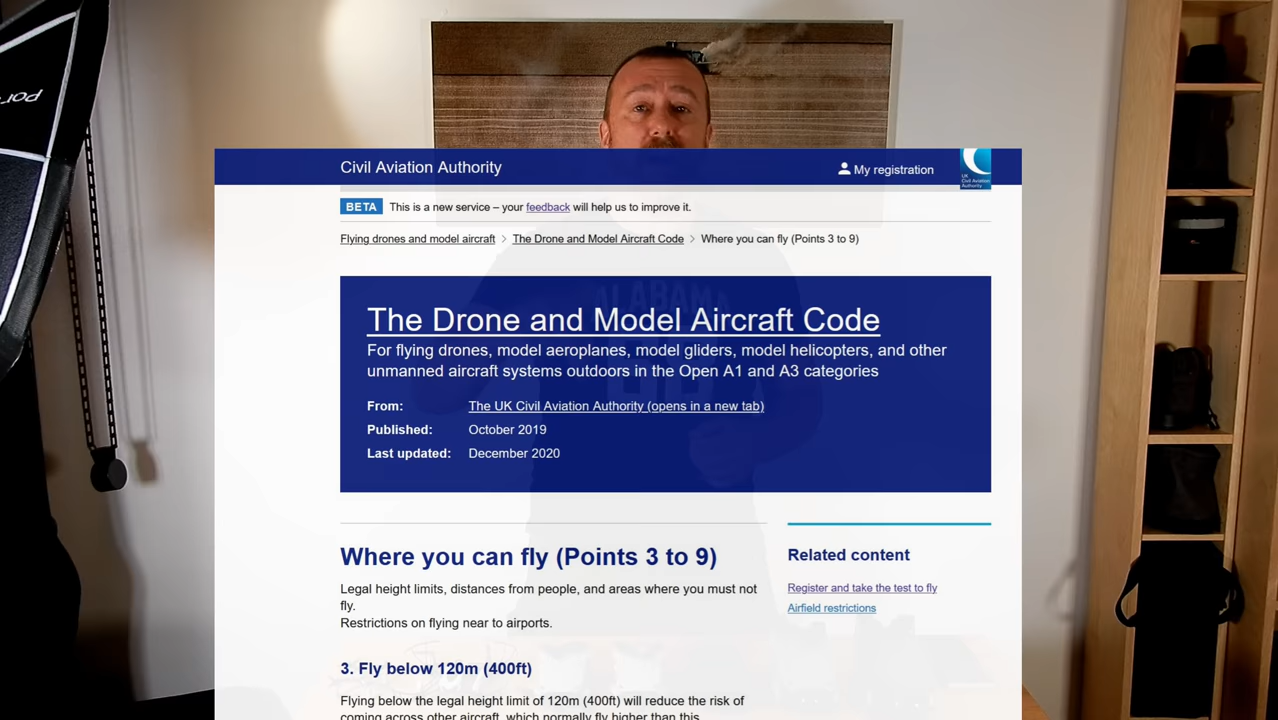 Por
Civil Aviation Authority
My registration
UK
Civil Aviation
Authority
BETA This is a new service – your feedback will help us to improve it.
Flying drones and model aircraft > The Drone and Model Aircraft Code > Where you can fly (Points 3 to 9)
The Drone and Model Aircraft Code
For flying drones, model aeroplanes, model gliders, model helicopters, and other
unmanned aircraft systems outdoors in the Open A1 and A3 categories
From: The UK Civil Aviation Authority (opens in a new tab)
Published: October 2019
Last updated: December 2020
ALABAMA
Where you can fly (Points 3 to 9)
Legal height limits, distances from people, and areas where you must not
fly.
Restrictions on flying near to airports.
Related content
Register and take the test to fly
Airfield restrictions
3. Fly below 120m (400ft)
Flying below the legal height limit of 120m (400ft) will reduce the risk of
coming across other aircraft, which normally fly higher than this.